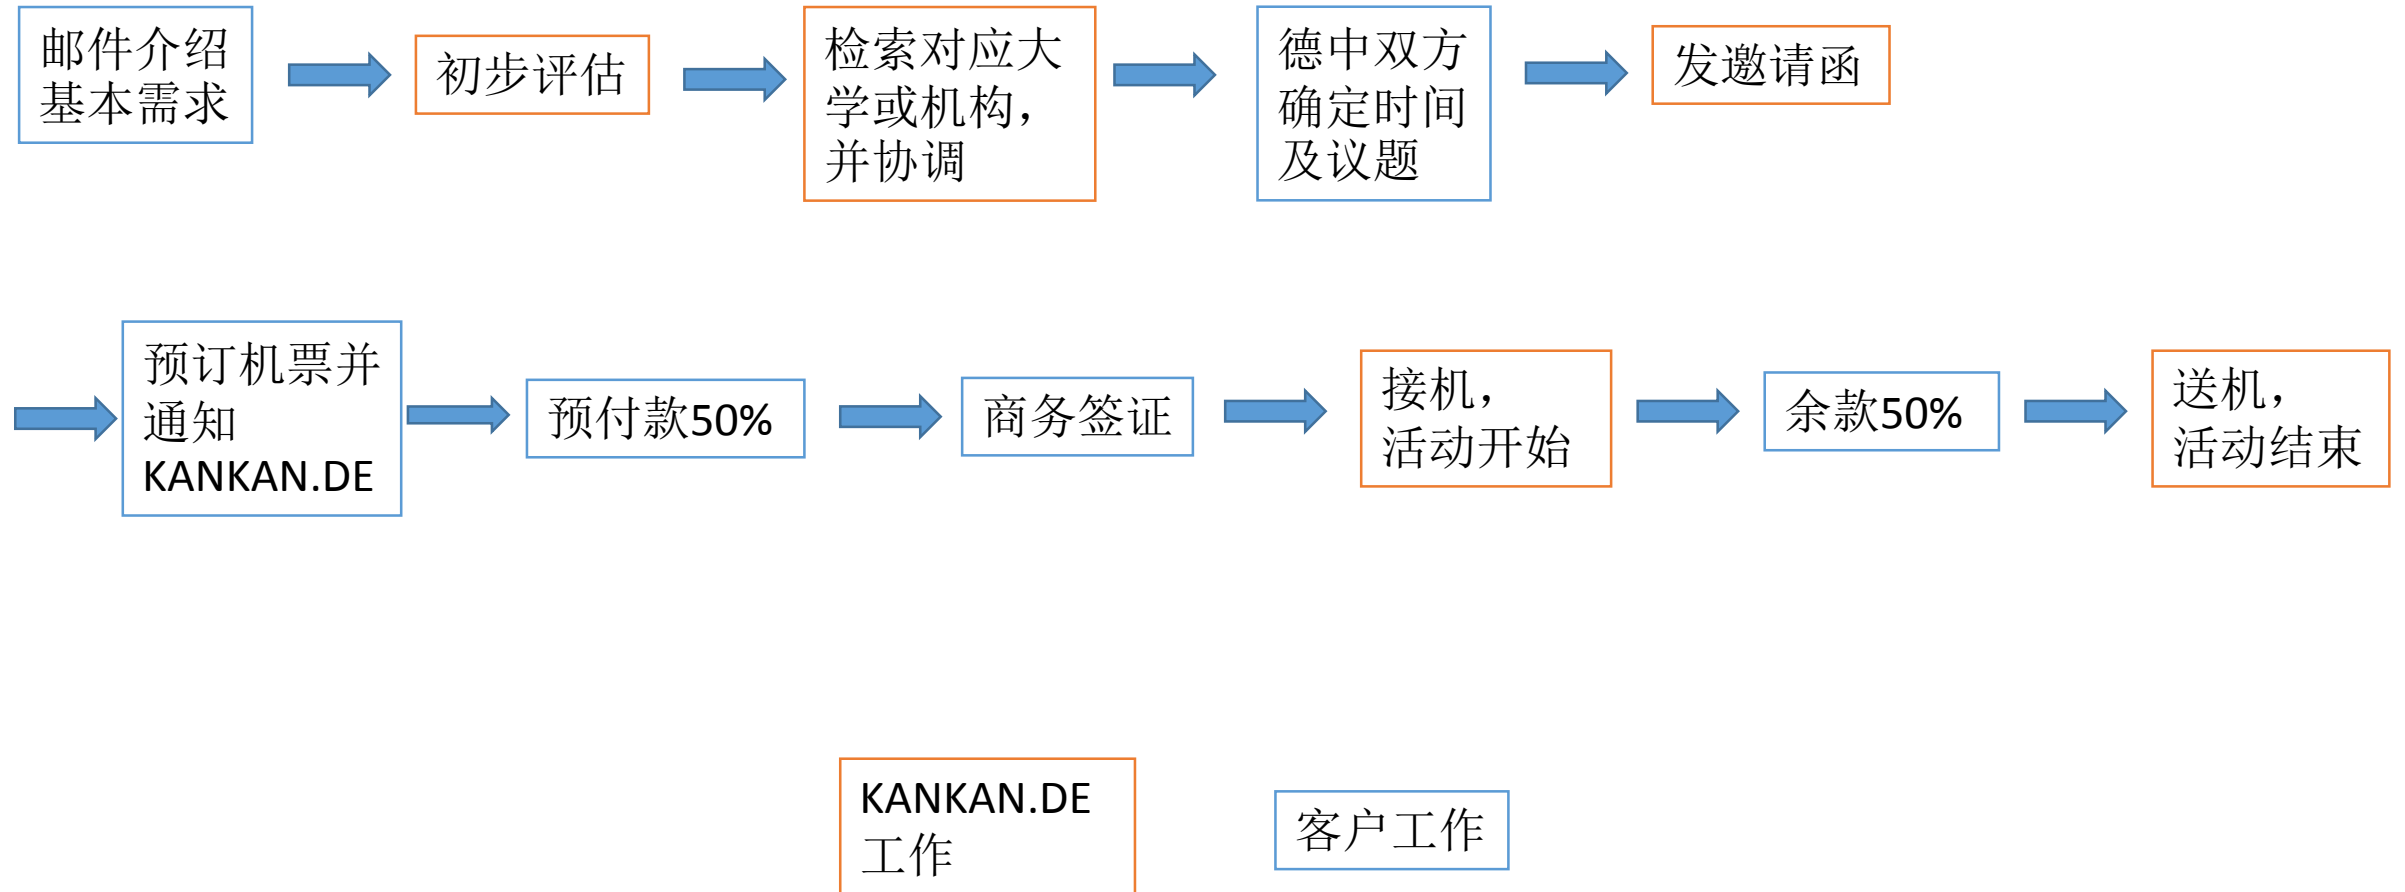 邮件介绍
基本需求
初步评估
检索对应大
学或机构，
并协调
德中双方
确定时间
及议题
发邀请函
预订机票并
通知
KANKAN.DE
预付款50%
商务签证
接机，
活动开始
余款50%
送机，
活动结束
KANKAN.DE
工作
客户工作